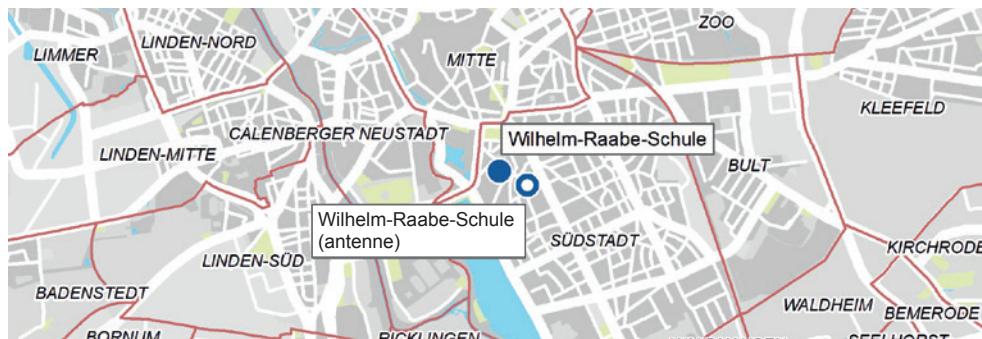 ZOO
LINDEN-NORD
LIMMER
MITTE
KLEEFELD
CALENBERGER NEUSTADT
Wilhelm-Raabe-Schule
LINDEN-MITTE
BULT
Wilhelm-Raabe-Schule
(antenne)
SÜDSTADT
KIRCHRODE
LINDEN-SÜD
BADENSTEDT
WALDHEIM
BEMERODE
BORNUM
RICKLINGEN
SEELHORST